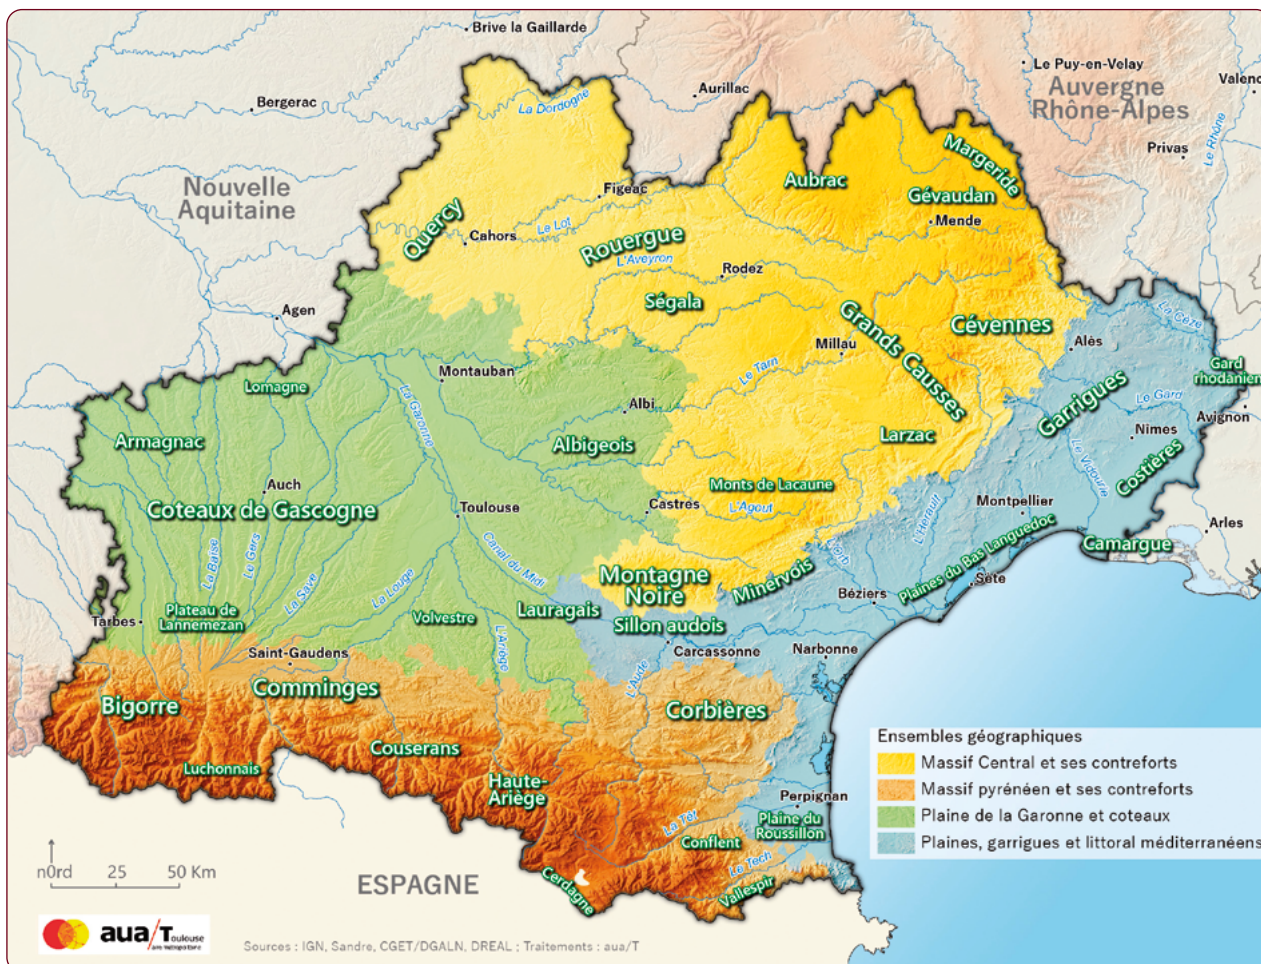 Brive la Gaillarde
Le Puy-en-Velay
Aurillac
Auvergne
Rhône-Alpes
Valenc
Bergerac
La Dordogne
Le Rhône
Privas
Margeride
Nouvelle
Aquitaine
Aubrac
Figeac
Gévaudan
Mende
Quercy
Cahors
Le Lot
Rouergue
L'Aveyron
Rodez
Ségala
Agen
Grands Causses
Cévennes
La Cèze
Millau
Alès
Gard
rhodanien
Montauban
Le Tarn
Lomagne
La Garonne
Albi
Garrigues
Le Gard
Avignon
Armagnac
Albigeois
Larzac
Nîmes
Le Vidourle
Costières
Auch
Monts de Lacaune
Coteaux de Gascogne
Toulouse
Castres
L'Agout
L'Hérault
Montpellier
Arles
Camargue
La Baïse
Le Gers
La Save
La Louge
Canal du Midi
L'orb
Montagne
Noire
Minervois
Plaines du Bas Languedoc
Sète
Béziers
Plateau de
Lannemezan
Tarbes
Volvestre
Lauragais
Sillon audois
L'Ariège
Saint-Gaudens
Carcassonne
Narbonne
L'Aude
Comminges
Bigorre
Corbières
Couserans
Luchonnais
Haute-
Ariège
Perpignan
La Têt
Plaine du
Roussillon
Conflent
Le Tech
Vallespir
Cerdagne
Ensembles géographiques
Massif Central et ses contreforts
Massif pyrénéen et ses contreforts
Plaine de la Garonne et coteaux
Plaines, garrigues et littoral méditerranéens
n0rd 25 50 Km
ESPAGNE
aua/Toulouse
aire métropolitaine
Sources : IGN, Sandre, CGET/DGALN, DREAL ; Traitements : aua/T